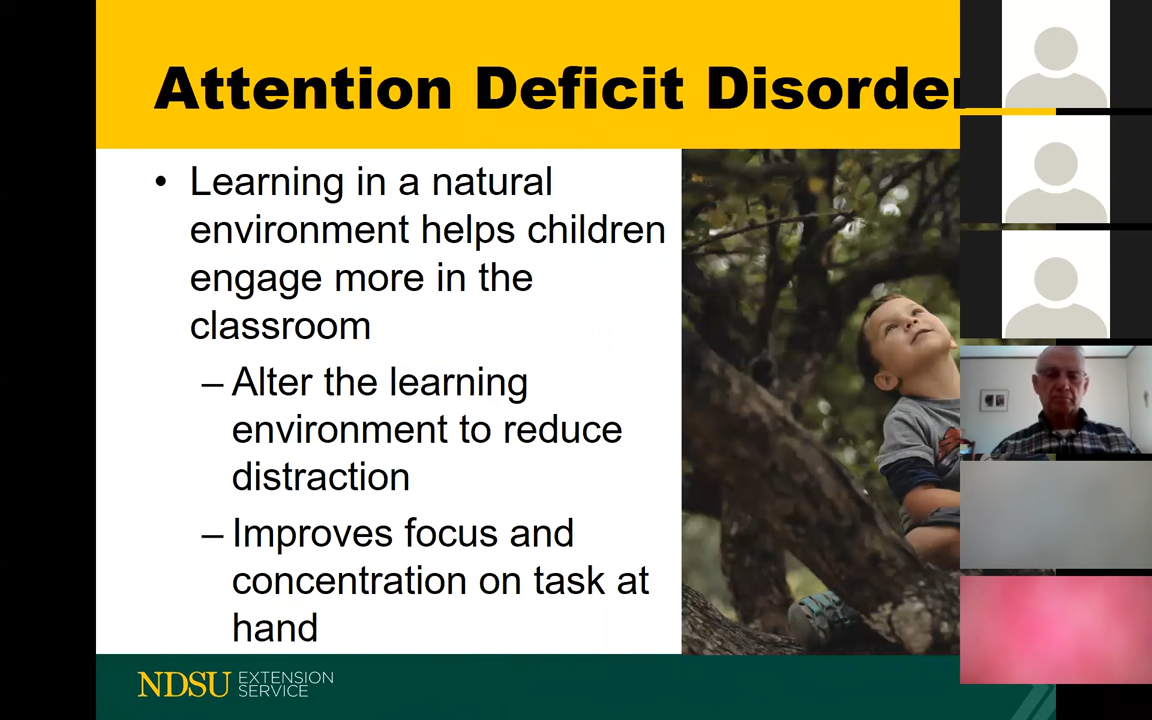 Attention Deficit Disorder
• Learning in a natural
environment helps children
engage more in the
classroom
– Alter the learning
environment to reduce
distraction
– Improves focus and
concentration on task at
hand
NDSU EXTENSION
SERVICE